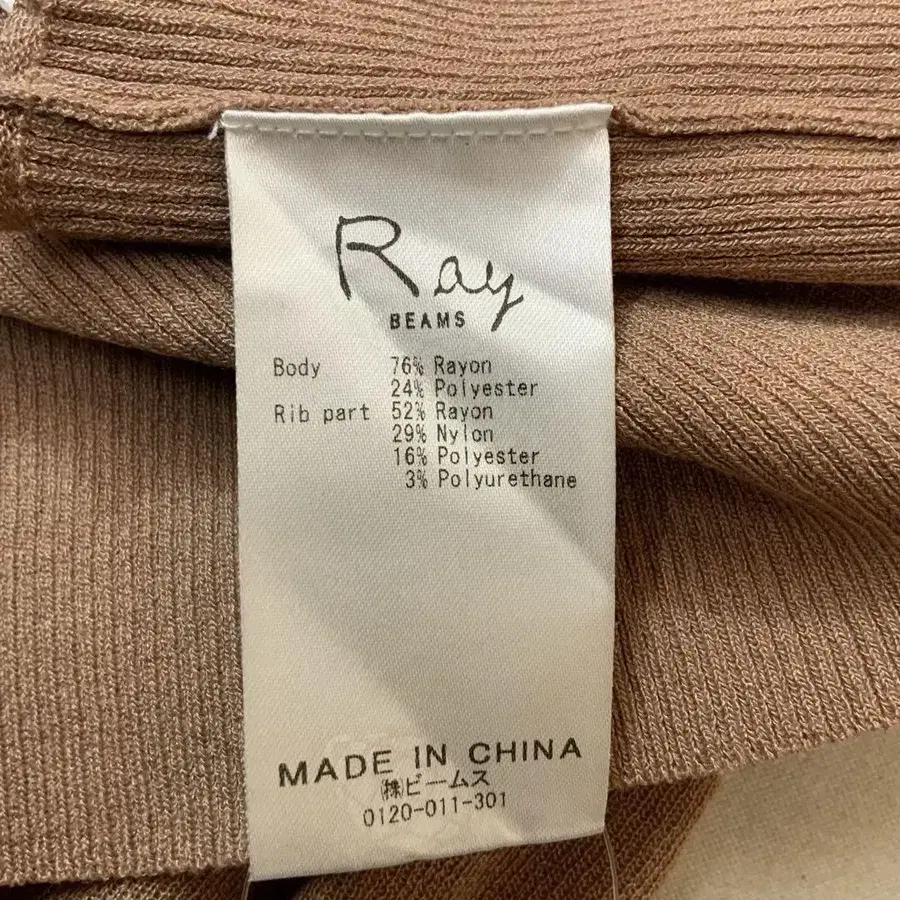 Ray
BEAMS
Body 76% Rayon
24% Polyester
Rib part 52% Rayon
29% Nylon
16% Polyester
3% Polyurethane
MADE IN CHINA
㈱ビームス
0120-011-301